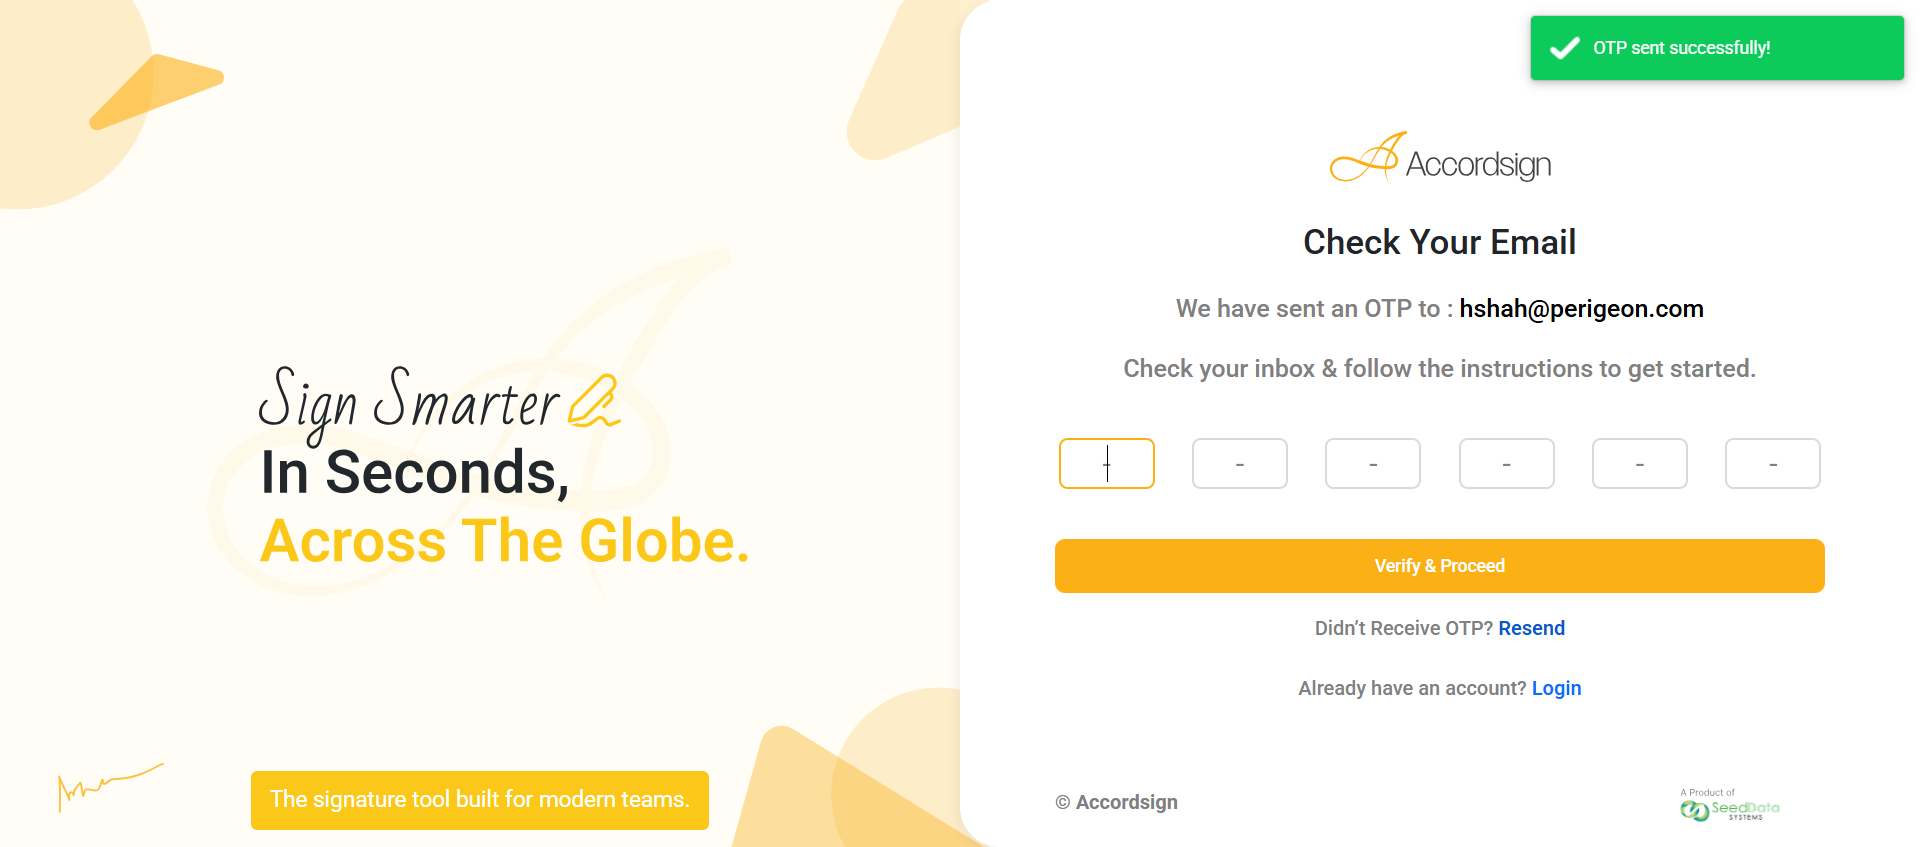 Sign Smarter
In Seconds,
Across The Globe.
The signature tool built for modern teams.
OTP sent successfully!
Accordsign
Check Your Email
We have sent an OTP to : hshah@perigeon.com
Check your inbox & follow the instructions to get started.
- - - - - -
Verify & Proceed
Didn’t Receive OTP? Resend
Already have an account? Login
© Accordsign
A Product of
SeedData
SYSTEMS